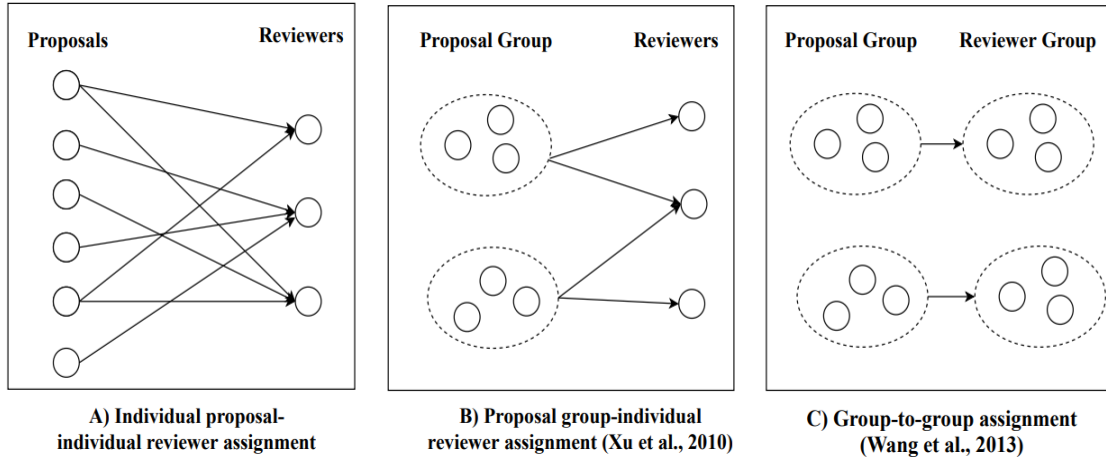 Proposals
Reviewers
Proposal Group
Reviewers
Proposal Group
Reviewer Group
A) Individual proposal-
individual reviewer assignment
B) Proposal group-individual
reviewer assignment (Xu et al., 2010)
C) Group-to-group assignment
(Wang et al., 2013)